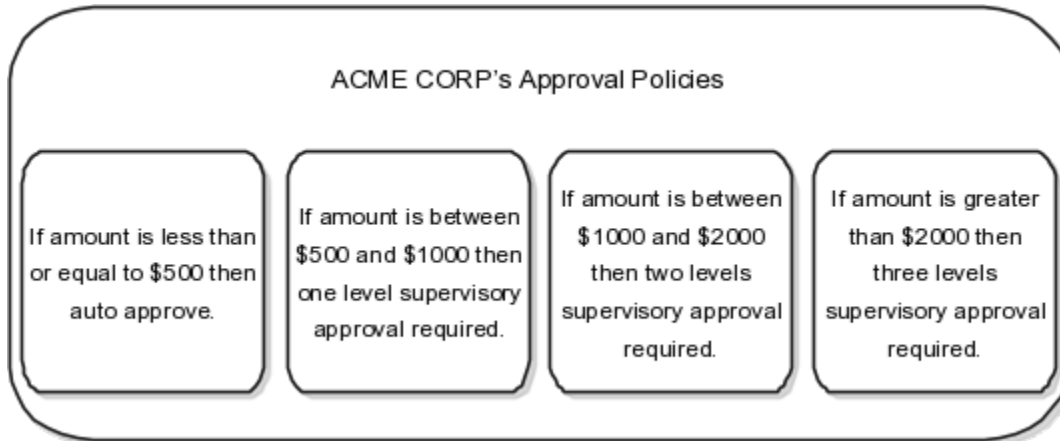 ACME CORP's Approval Policies
If amount is less than
or equal to $500 then
auto approve.
If amount is between
$500 and $1000 then
one level supervisory
approval required.
If amount is between
$1000 and $2000
then two levels
supervisory approval
required.
If amount is greater
than $2000 then
three levels
supervisory approval
required.